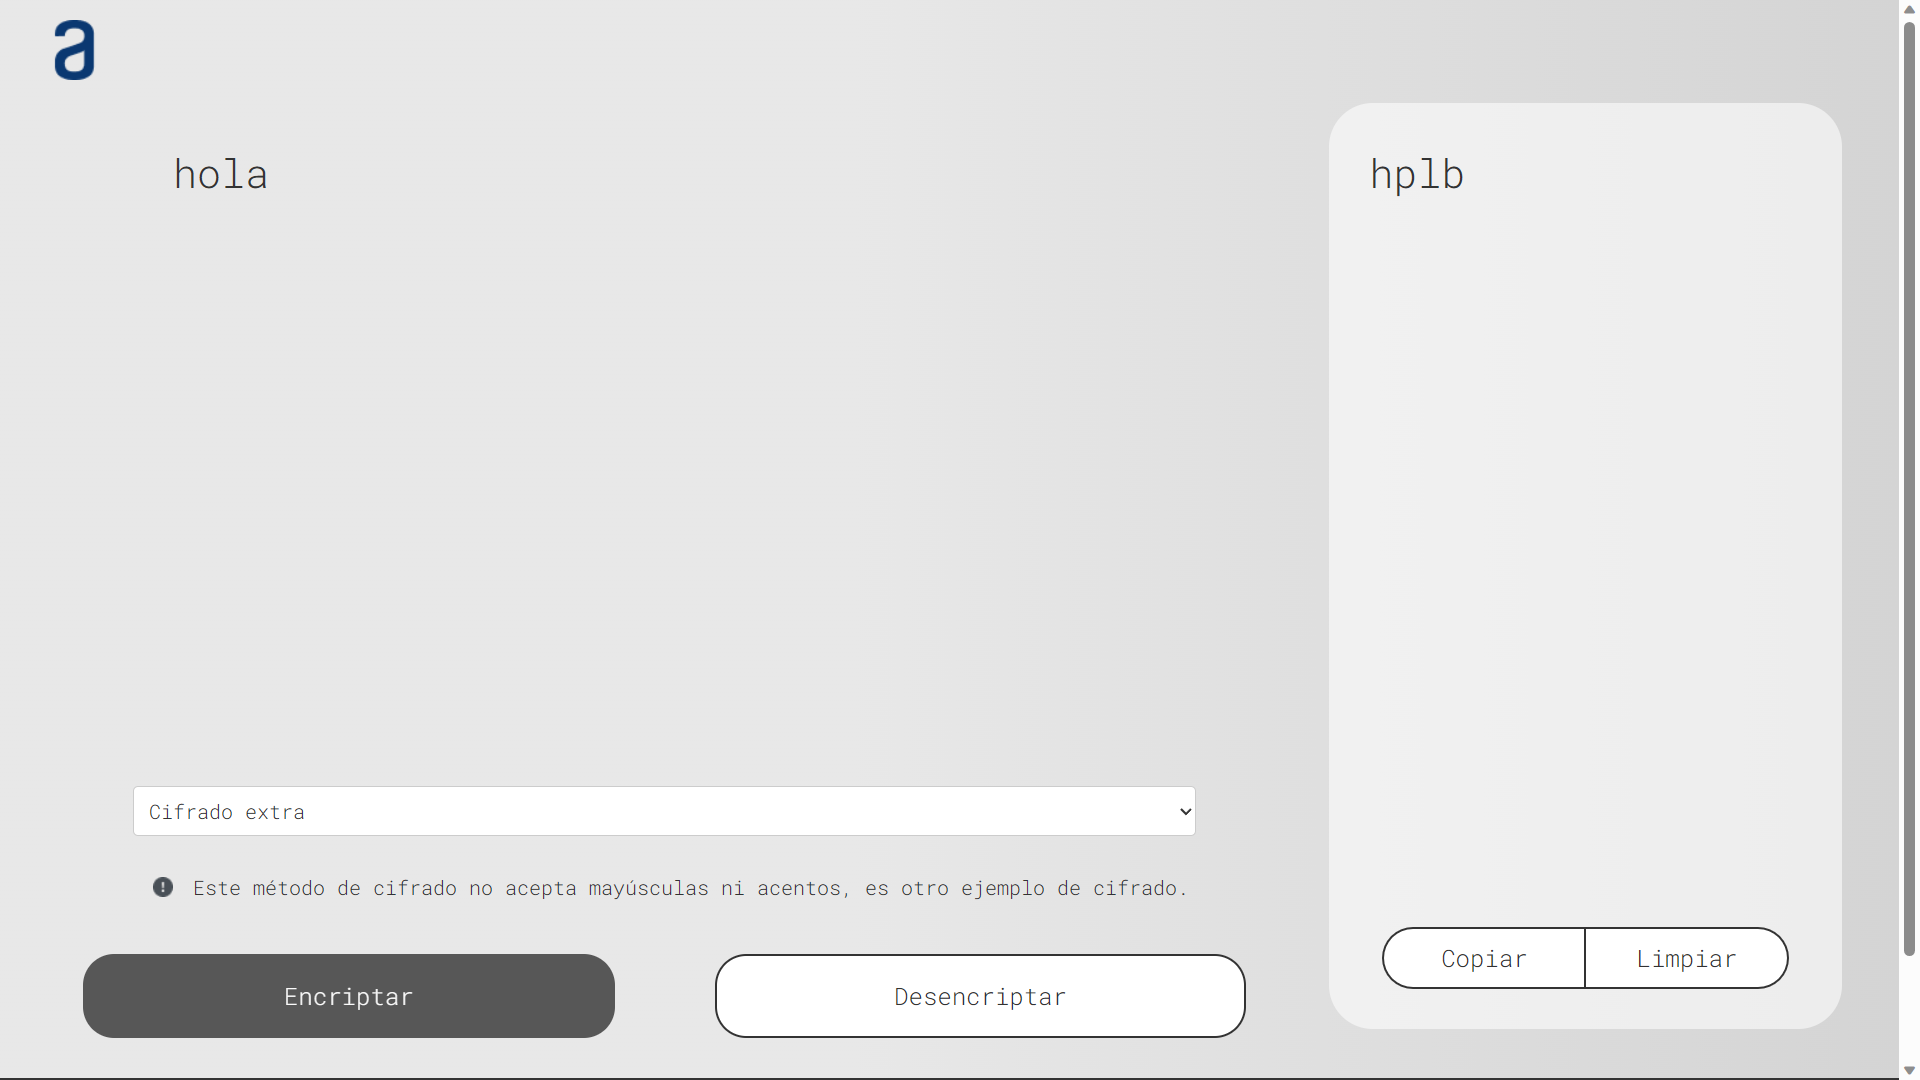 a
hola
hplb
Cifrado extra
Este método de cifrado no acepta mayúsculas ni acentos, es otro ejemplo de cifrado.
Encriptar
Desencriptar
Copiar
Limpiar